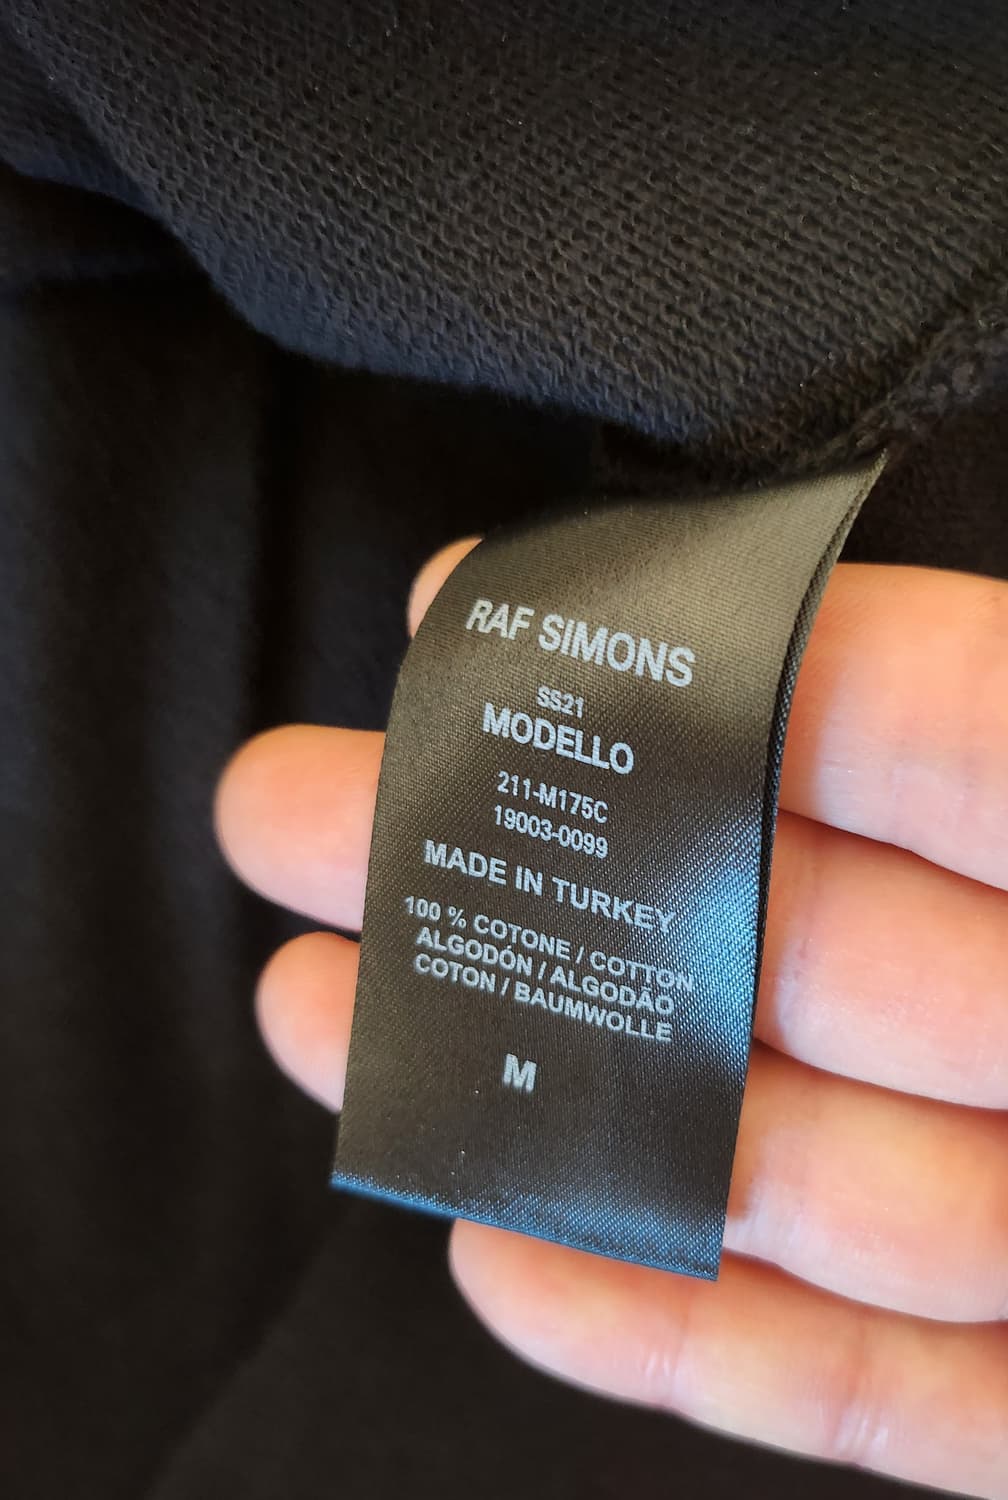 RAF SIMONS
SS21
MODELLO
211-M175C
19003-0099
MADE IN TURKEY
100 % COTONE / COTTON
ALGODÓN / ALGODÃO
COTON / BAUMWOLLE
M